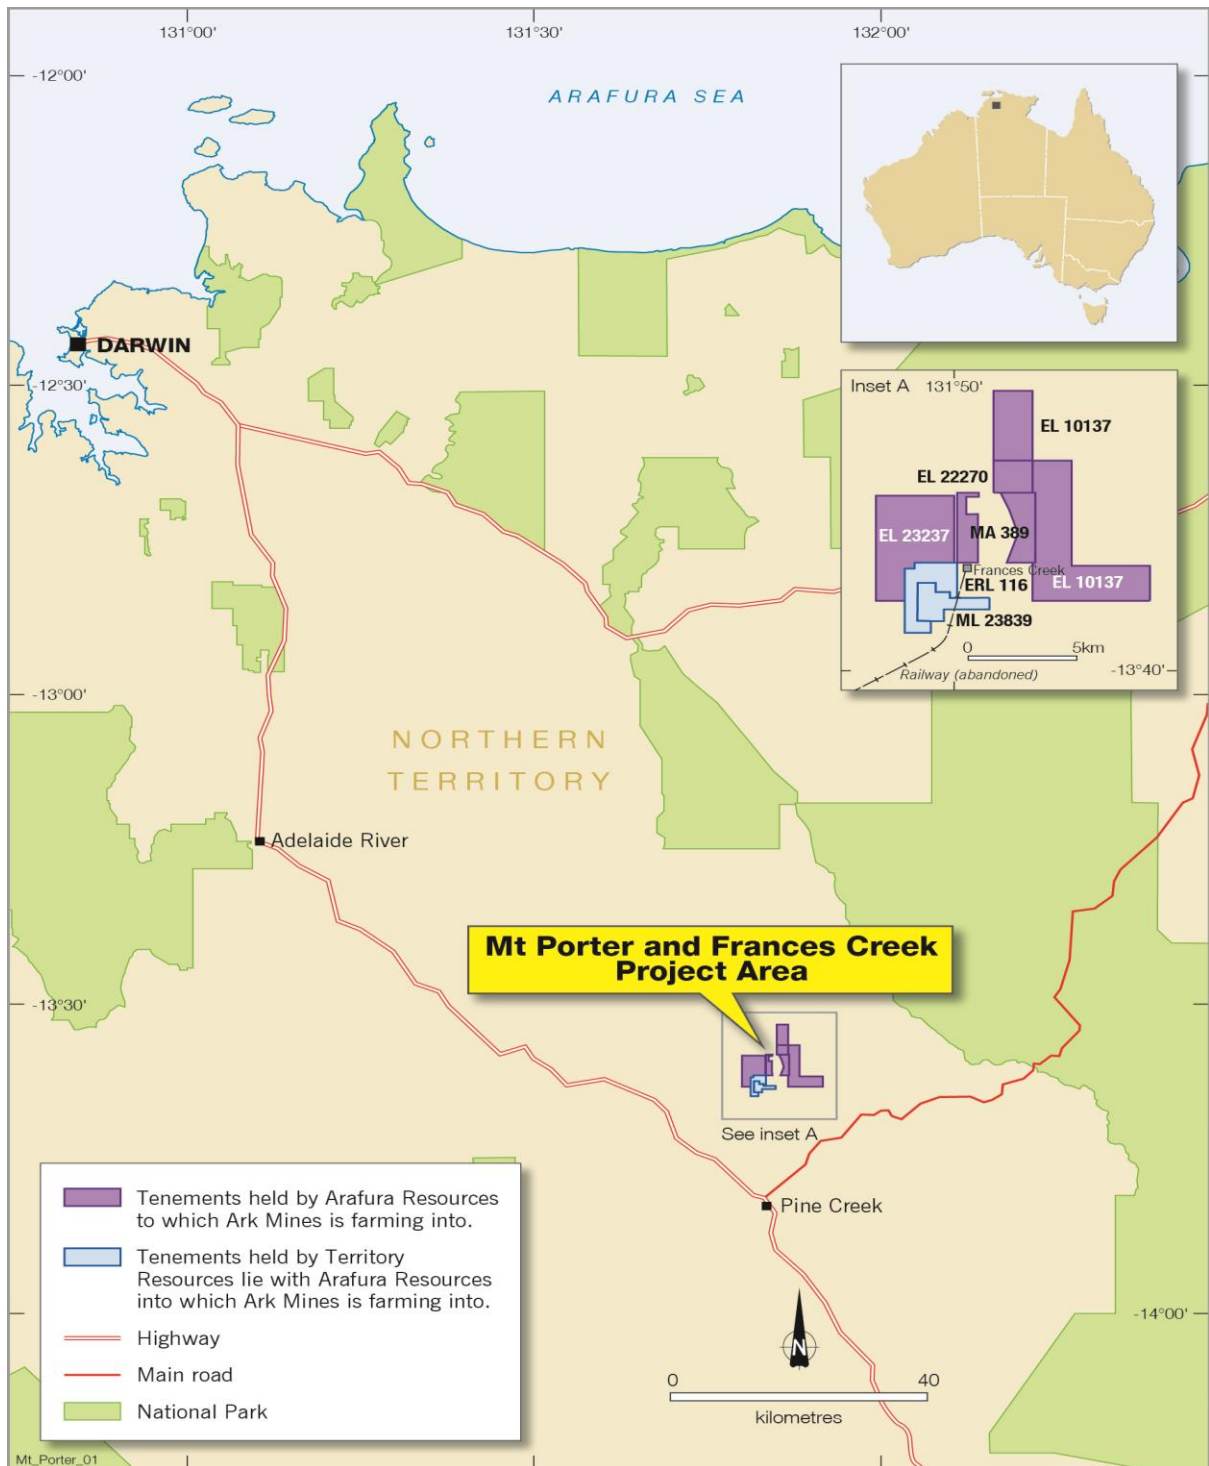 131°00'
131°30'
132°00'
-12°00'
ARAFURA SEA
DARWIN
-12°30'
Inset A
131°50'
EL 10137
EL 22270
EL 23237
MA 389
Frances Creek
ERL 116
EL 10137
ML 23839
0
5km
-13°40'
Railway (abandoned)
-13°00'
NORTHERN
TERRITORY
Adelaide River
Mt Porter and Frances Creek
Project Area
-13°30'
See inset A
Pine Creek
Tenements held by Arafura Resources
to which Ark Mines is farming into.
Tenements held by Territory
Resources lie with Arafura Resources
into which Ark Mines is farming into.
Highway
Main road
National Park
N
0
40
kilometres
-14°00'
Mt_Porter_01